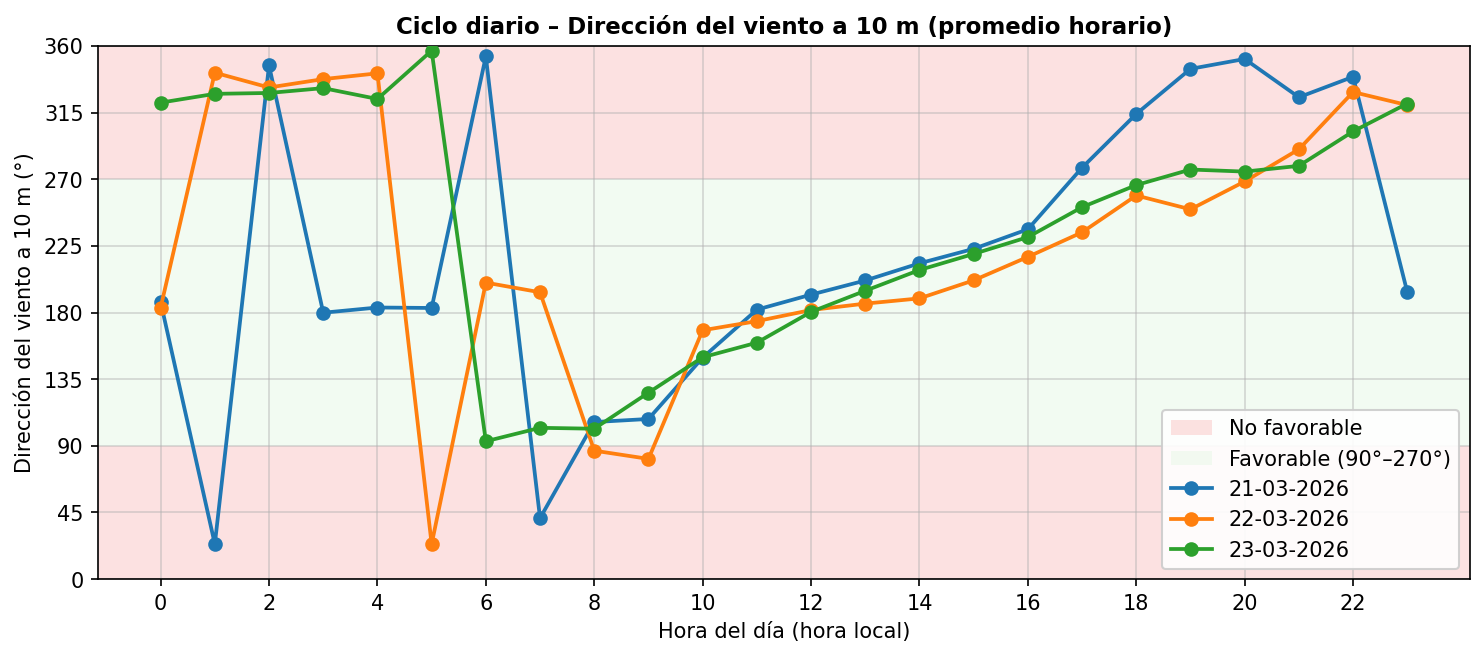 Ciclo diario – Dirección del viento a 10 m (promedio horario)
Dirección del viento a 10 m (°)
360
315
270
225
180
135
90
45
0
0 2 4 6 8 10 12 14 16 18 20 22
Hora del día (hora local)
No favorable
Favorable (90°–270°)
21-03-2026
22-03-2026
23-03-2026